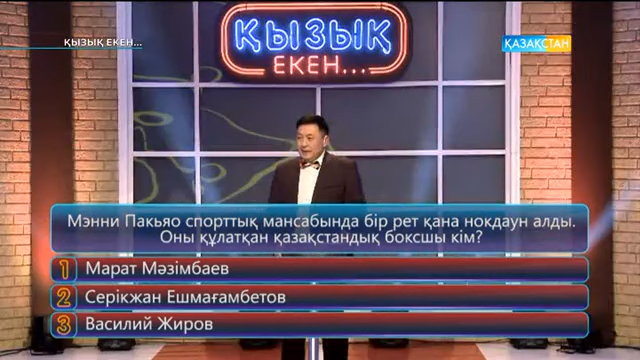 ҚЫЗЫҚ ЕКЕН...
ҚЫЗЫҚ
ЕКЕН...
ҚАЗАҚСТАН
Мэнни Пакьяо спорттық мансабында бір рет қана нокдаун алды.
Оны құлатқан қазақстандық боксшы кім?
1 Марат Мәзімбаев
2 Серікжан Ешмағамбетов
3 Василий Жиров